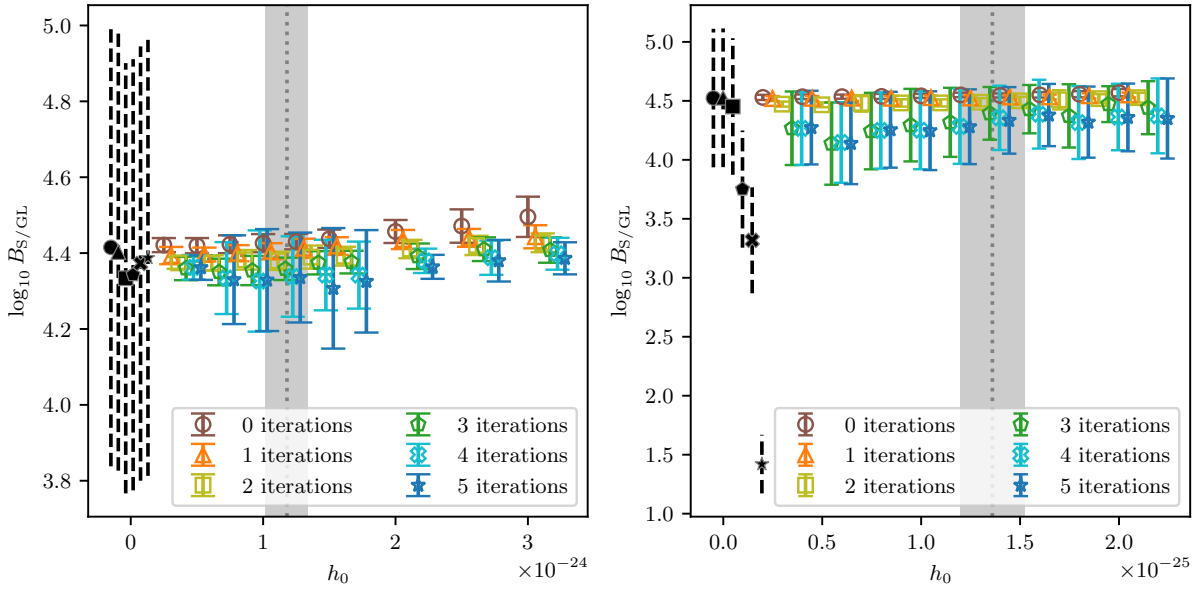 5.0
4.8
4.6
4.4
4.2
4.0
3.8
log₁₀ B_S/GL
0 iterations
1 iterations
2 iterations
3 iterations
4 iterations
5 iterations
0
1
2
3
h₀
×10⁻²⁴
5.0
4.5
4.0
3.5
3.0
2.5
2.0
1.5
1.0
log₁₀ B_S/GL
0 iterations
1 iterations
2 iterations
3 iterations
4 iterations
5 iterations
0.0
0.5
1.0
1.5
2.0
h₀
×10⁻²⁵